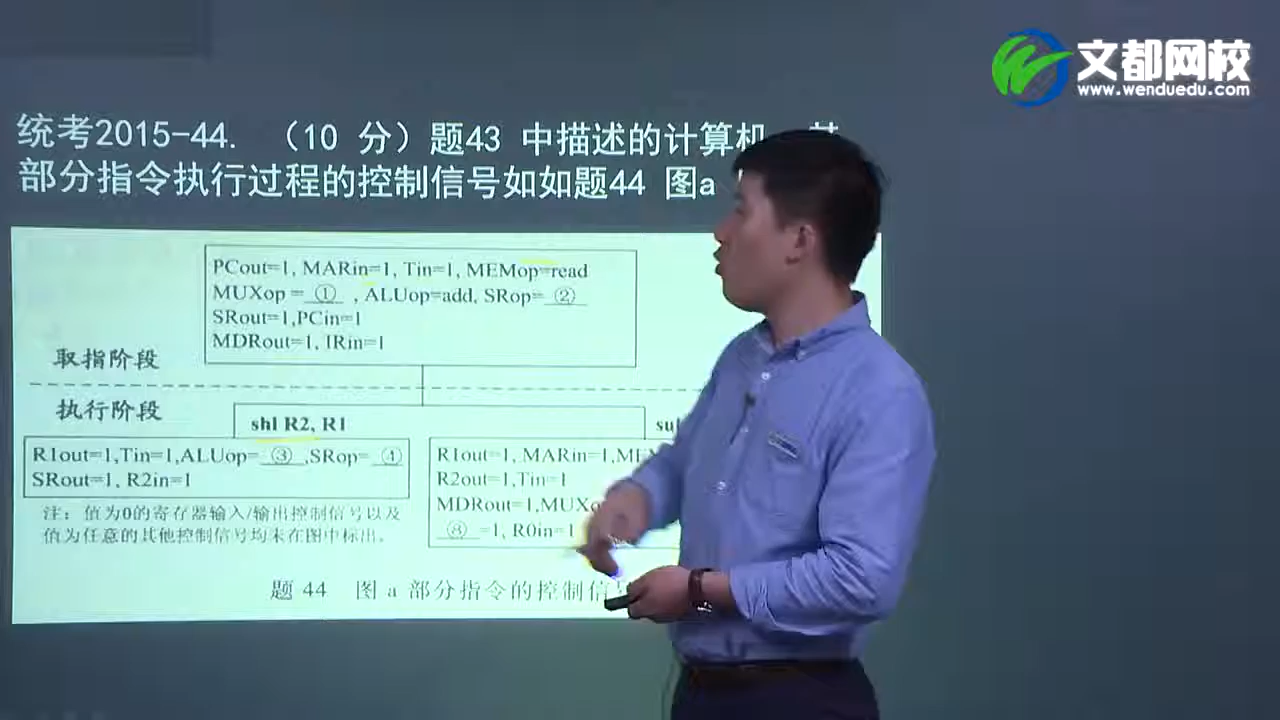 文都网校
www.wenduedu.com
统考2015-44. （10 分）题43 中描述的计算机
部分指令执行过程的控制信号如如题44 图a
PCout=1, MARin=1, Tin=1, MEMop=read
MUXop = ① , ALUop=add, SRop= ②
SRout=1,PCin=1
MDRout=1, IRin=1
取指阶段
执行阶段
shl R2, R1
R1out=1,Tin=1,ALUop= ③ ,SRop= ④
SRout=1, R2in=1
R1out=1, MARin=1,MEM
R2out=1,Tin=1
MDRout=1,MUXo
⑧ =1, R0in=1
注：值为0的寄存器输入/输出控制信号以及
值为任意的其他控制信号均未在图中标出。
题 44 图 a 部分指令的控制信号